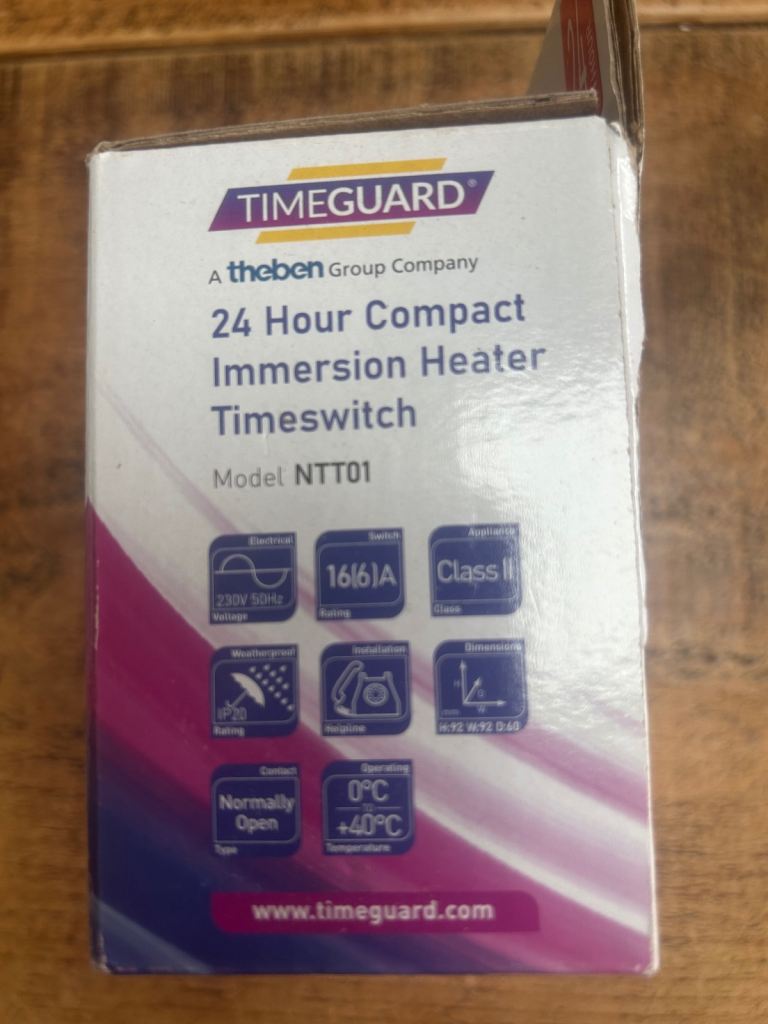 TIMEGUARD®
A theben Group Company
24 Hour Compact
Immersion Heater
Timeswitch
Model NTT01
Electrical
230V 50Hz
Voltage
Switch
16(6)A
Rating
Appliance
Class II
Class
Weatherproof
IP20
Rating
Installation
Helpline
Dimensions
H
D
W
mm
H:92 W:92 D:60
Contact
Normally
Open
Type
Operating
0°C
TO
+40°C
Temperature
www.timeguard.com